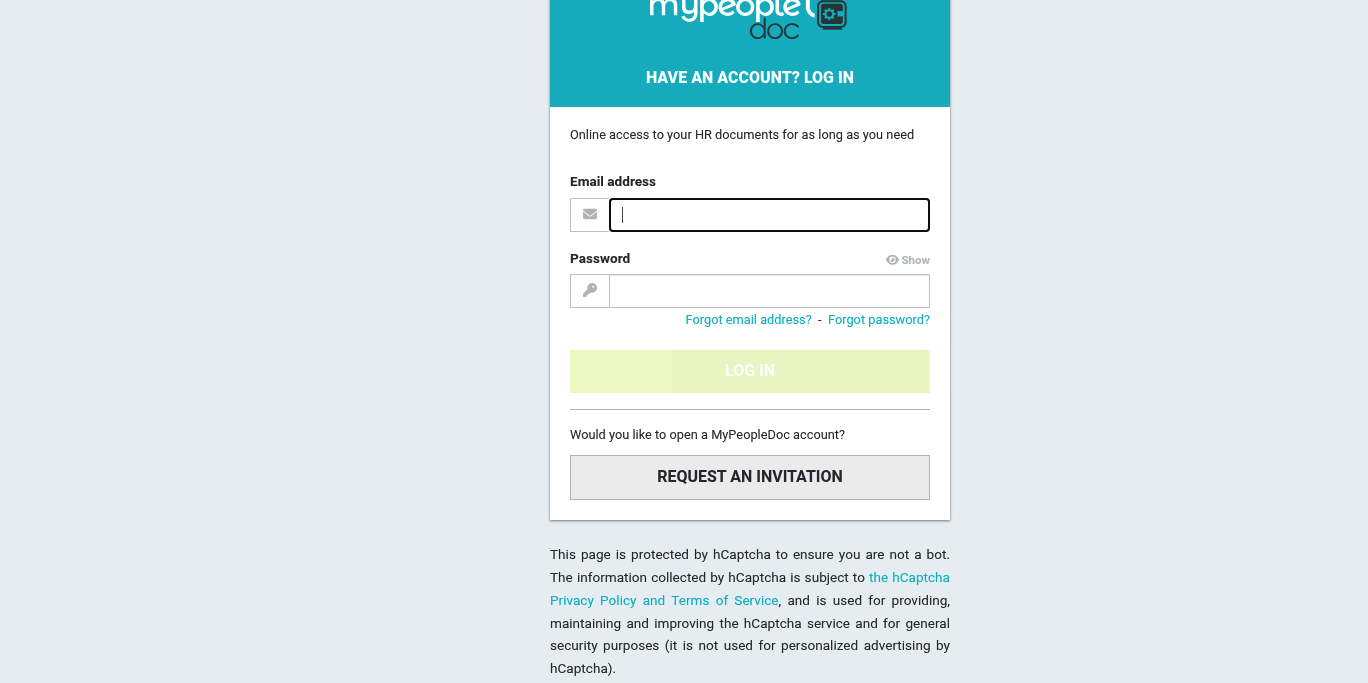 mypeople
doc
HAVE AN ACCOUNT? LOG IN
Online access to your HR documents for as long as you need
Email address
Password
Show
Forgot email address? - Forgot password?
LOG IN
Would you like to open a MyPeopleDoc account?
REQUEST AN INVITATION
This page is protected by hCaptcha to ensure you are not a bot.
The information collected by hCaptcha is subject to the hCaptcha
Privacy Policy and Terms of Service, and is used for providing,
maintaining and improving the hCaptcha service and for general
security purposes (it is not used for personalized advertising by
hCaptcha).